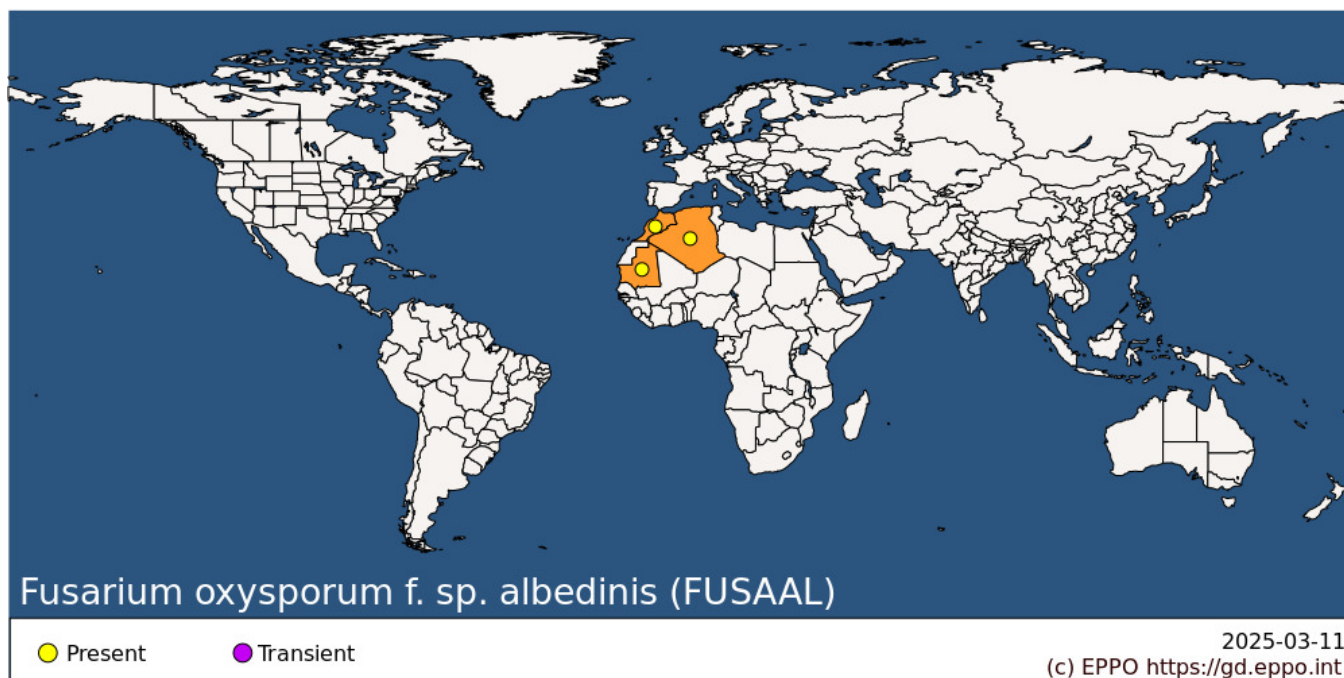 Fusarium oxysporum f. sp. albedinis (FUSAAL)
Present
Transient
2025-03-11
(c) EPPO https://gd.eppo.int